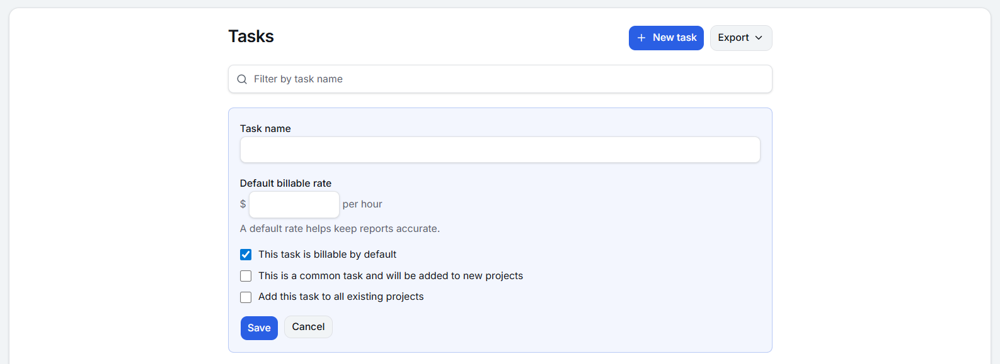 Tasks
New task
Export
Filter by task name
Task name
Default billable rate
$ per hour
A default rate helps keep reports accurate.
This task is billable by default
This is a common task and will be added to new projects
Add this task to all existing projects
Save
Cancel